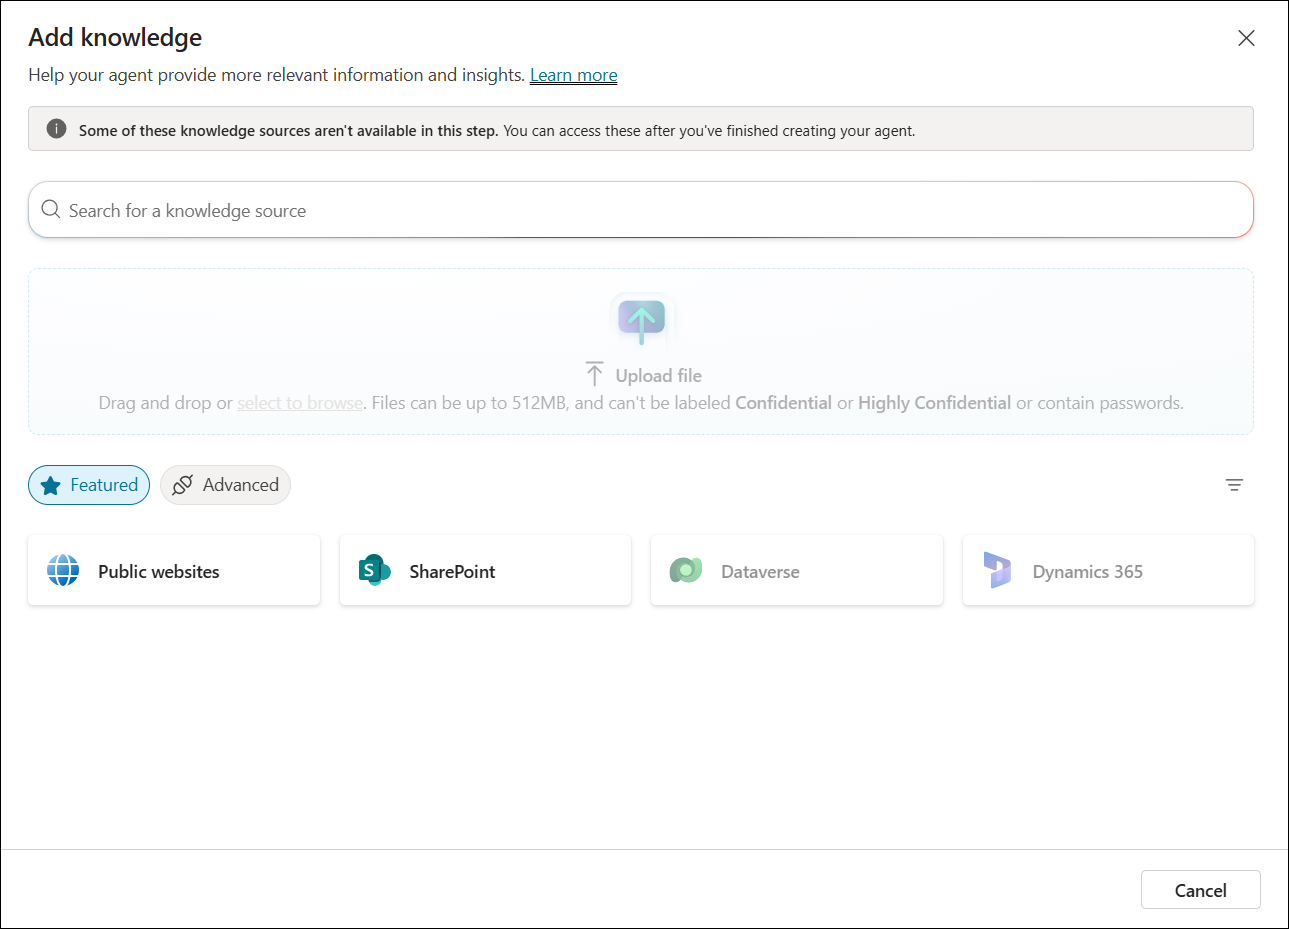 Add knowledge
Help your agent provide more relevant information and insights. Learn more
Some of these knowledge sources aren't available in this step. You can access these after you've finished creating your agent.
Search for a knowledge source
Upload file
Drag and drop or select to browse. Files can be up to 512MB, and can't be labeled Confidential or Highly Confidential or contain passwords.
Featured
Advanced
Public websites
S
SharePoint
Dataverse
Dynamics 365
Cancel